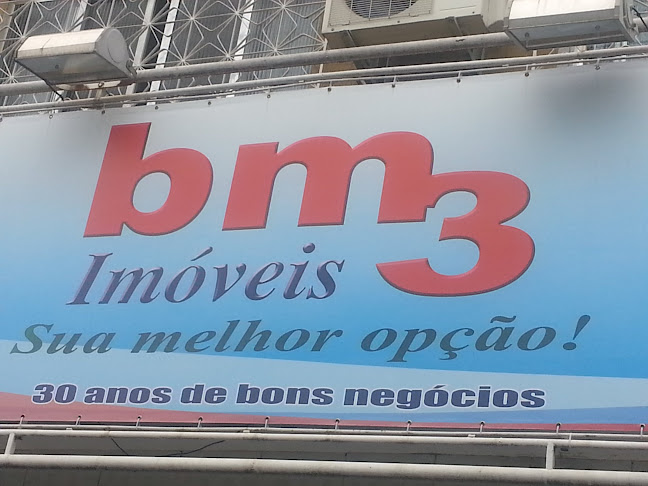 bm3
Imóveis
Sua melhor opção!
30 anos de bons negócios